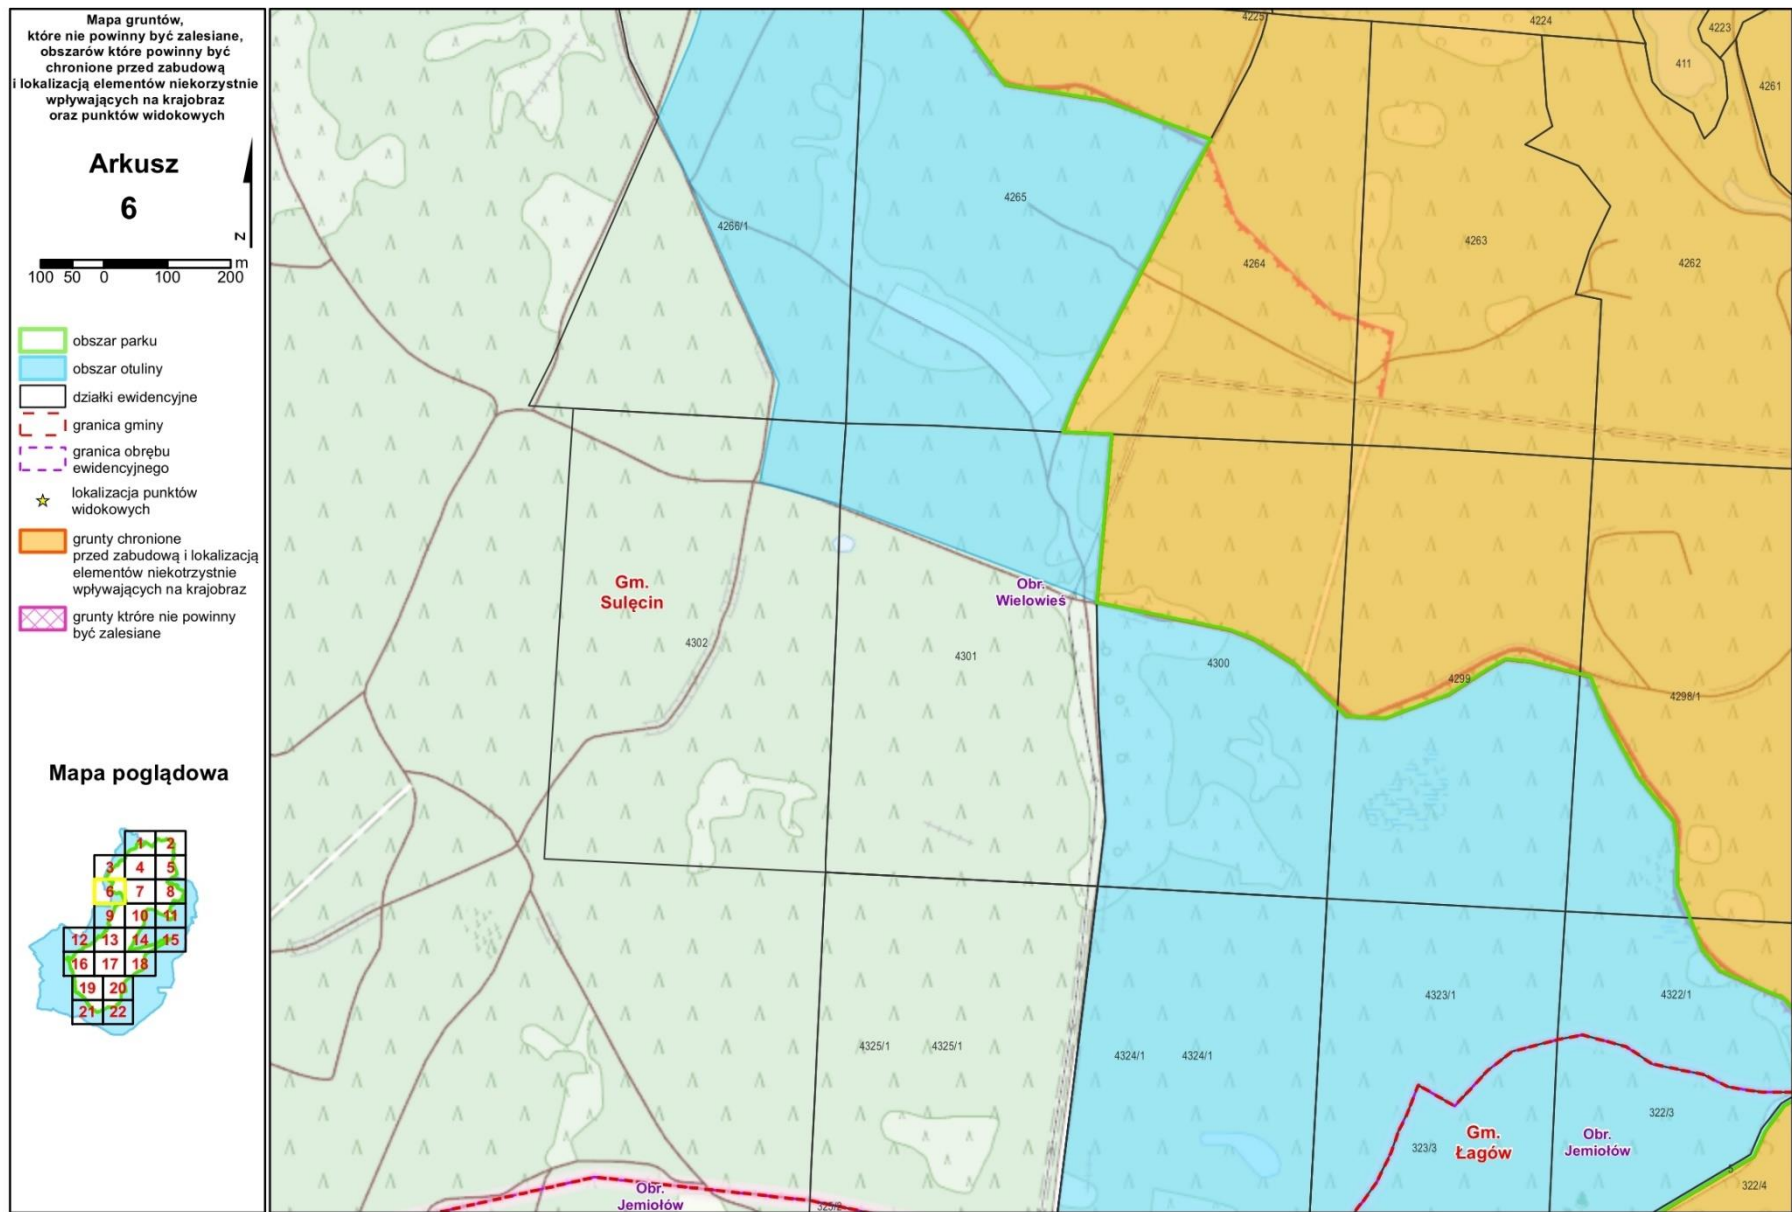 Mapa gruntów,
które nie powinny być zalesiane,
obszarów które powinny być
chronione przed zabudową
i lokalizacją elementów niekorzystnie
wpływających na krajobraz
oraz punktów widokowych
Arkusz
6
N
m
100 50 0 100 200
obszar parku
obszar otuliny
działki ewidencyjne
granica gminy
granica obrębu
ewidencyjnego
lokalizacja punktów
widokowych
grunty chronione
przed zabudową i lokalizacją
elementów niekotrzystnie
wpływających na krajobraz
grunty któróre nie powinny
być zalesiane
Mapa poglądowa
1 2
3 4 5
6 7 8
9 10 11
12 13 14 15
16 17 18
19 20
21 22
4225
4224
4223
411
4261
4265
4266/1
4264
4263
4262
Gm.
Sulęcin
Obr.
Wielowieś
4302
4301
4300
4299
4298/1
4325/1 4325/1
4324/1 4324/1
4323/1
4322/1
322/3
323/3
Gm.
Łagów
Obr.
Jemiołów
5
322/4
Obr.
Jemiołów
325/2